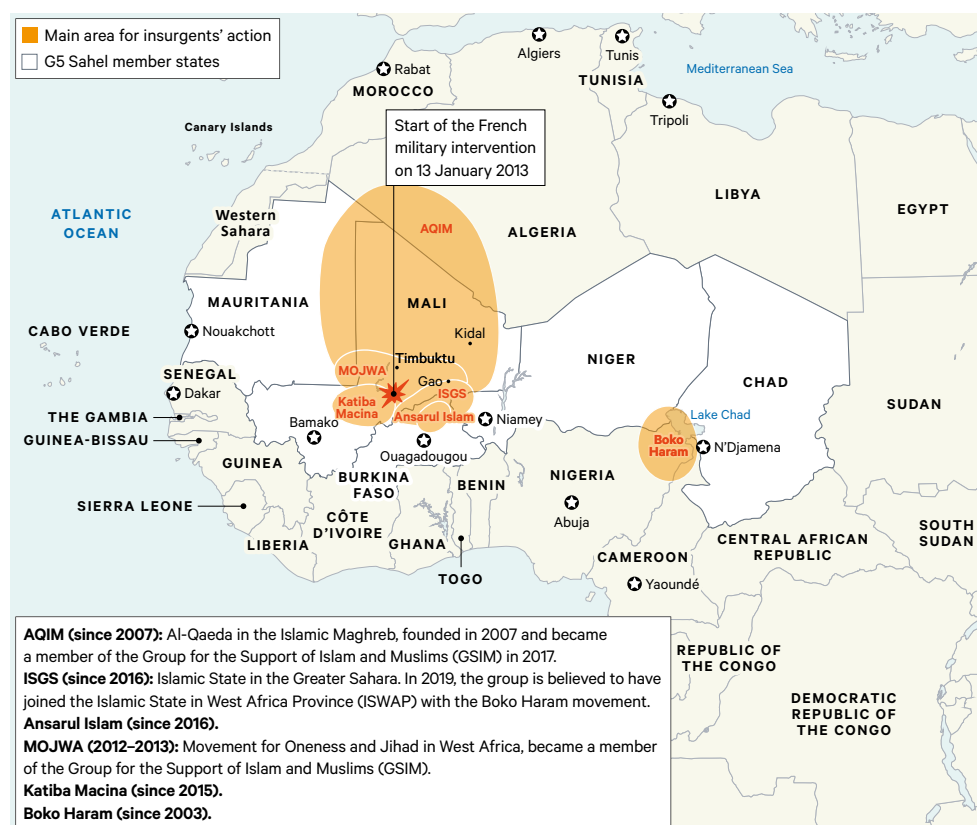 Main area for insurgents’ action
G5 Sahel member states
Algiers
Tunis
Mediterranean Sea
Rabat
TUNISIA
MOROCCO
Tripoli
Canary Islands
Start of the French
military intervention
on 13 January 2013
LIBYA
EGYPT
ATLANTIC
OCEAN
Western
Sahara
AQIM
ALGERIA
MAURITANIA
MALI
CABO VERDE
Nouakchott
Kidal
NIGER
Timbuktu
MOJWA
SENEGAL
Gao
CHAD
Dakar
ISGS
Katiba
Macina
SUDAN
THE GAMBIA
Ansarul Islam
Lake Chad
Bamako
Niamey
GUINEA-BISSAU
Boko
Haram
N’Djamena
Ouagadougou
GUINEA
BURKINA
FASO
BENIN
NIGERIA
SIERRA LEONE
CÔTE
D’IVOIRE
Abuja
SOUTH
SUDAN
LIBERIA
GHANA
CENTRAL AFRICAN
REPUBLIC
CAMEROON
TOGO
Yaoundé
AQIM (since 2007): Al-Qaeda in the Islamic Maghreb, founded in 2007 and became
a member of the Group for the Support of Islam and Muslims (GSIM) in 2017.
ISGS (since 2016): Islamic State in the Greater Sahara. In 2019, the group is believed to have
joined the Islamic State in West Africa Province (ISWAP) with the Boko Haram movement.
Ansarul Islam (since 2016).
MOJWA (2012–2013): Movement for Oneness and Jihad in West Africa, became a member
of the Group for the Support of Islam and Muslims (GSIM).
Katiba Macina (since 2015).
Boko Haram (since 2003).
REPUBLIC OF
THE CONGO
DEMOCRATIC
REPUBLIC OF
THE CONGO